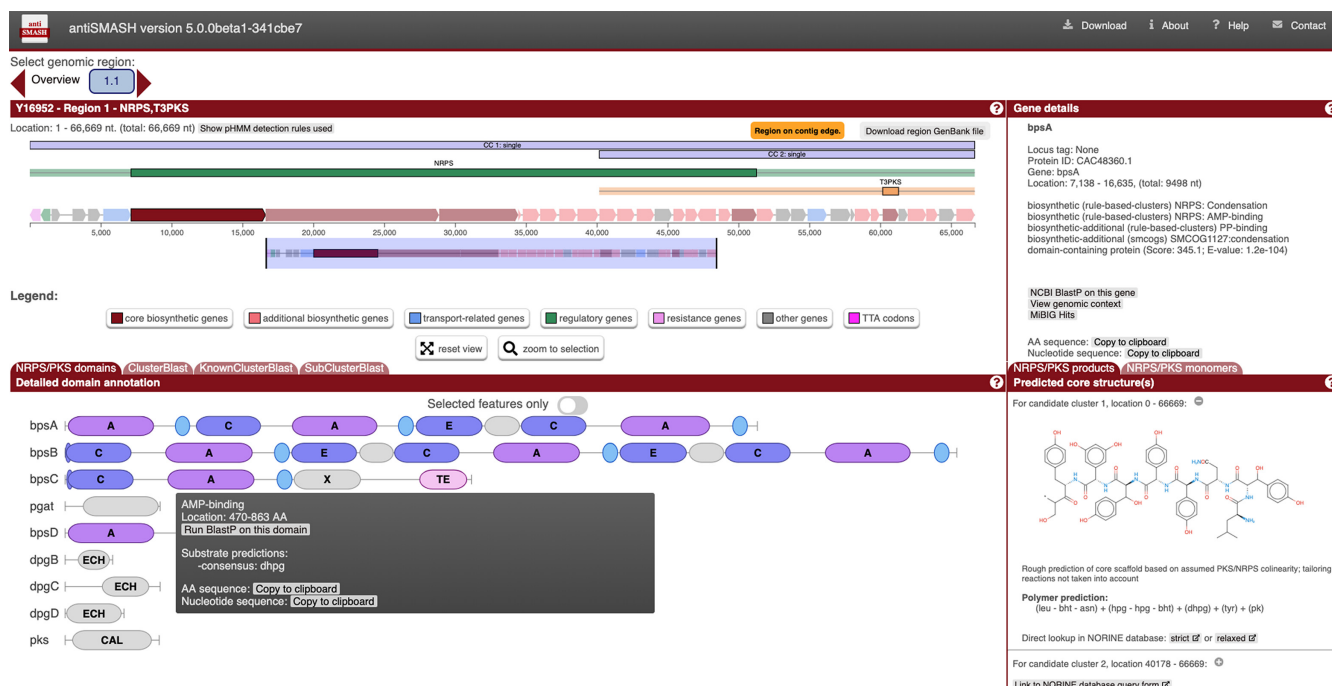 anti
SMASH
antiSMASH version 5.0.0beta1-341cbe7
Download About Help Contact
Select genomic region:
Overview 1.1
Y16952 - Region 1 - NRPS,T3PKS
Location: 1 - 66,669 nt. (total: 66,669 nt) Show pHMM detection rules used
Region on contig edge. Download region GenBank file
CC 1: single
CC 2: single
NRPS
T3PKS
5,000 10,000 15,000 20,000 25,000 30,000 35,000 40,000 45,000 50,000 55,000 60,000 65,000
Legend:
core biosynthetic genes additional biosynthetic genes transport-related genes regulatory genes resistance genes other genes TTA codons
reset view zoom to selection
NRPS/PKS domains ClusterBlast KnownClusterBlast SubClusterBlast
Detailed domain annotation
Selected features only
bpsA A C A E C A
bpsB C A E C A E C A
bpsC C A X TE
pgat
bpsD A
dpgB ECH
dpgC ECH
dpgD ECH
pks CAL
AMP-binding
Location: 470-863 AA
Run BlastP on this domain
Substrate predictions:
-consensus: dhpg
AA sequence: Copy to clipboard
Nucleotide sequence: Copy to clipboard
Gene details
bpsA
Locus tag: None
Protein ID: CAC48360.1
Gene: bpsA
Location: 7,138 - 16,635, (total: 9498 nt)
biosynthetic (rule-based-clusters) NRPS: Condensation
biosynthetic (rule-based-clusters) NRPS: AMP-binding
biosynthetic-additional (rule-based-clusters) PP-binding
biosynthetic-additional (smcogs) SMCOG1127:condensation
domain-containing protein (Score: 345.1; E-value: 1.2e-104)
NCBI BlastP on this gene
View genomic context
MiBIG Hits
AA sequence: Copy to clipboard
Nucleotide sequence: Copy to clipboard
NRPS/PKS products NRPS/PKS monomers
Predicted core structure(s)
For candidate cluster 1, location 0 - 66669:
Rough prediction of core scaffold based on assumed PKS/NRPS colinearity; tailoring
reactions not taken into account
Polymer prediction:
(leu - bht - asn) + (hpg - hpg - bht) + (dhpg) + (tyr) + (pk)
Direct lookup in NORINE database: strict or relaxed
For candidate cluster 2, location 40178 - 66669:
Link to NORINE database query form